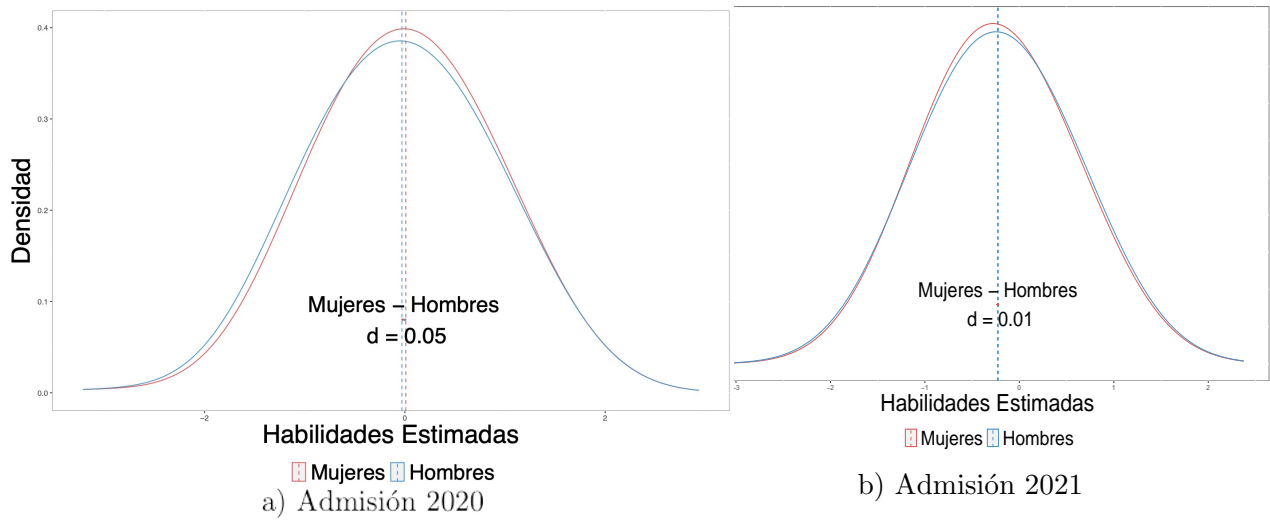 0.4
0.3
0.2
0.1
0.0
Densidad
Mujeres – Hombres
d = 0.05
−2
0
2
Habilidades Estimadas
Mujeres Hombres
a) Admisión 2020
Mujeres – Hombres
d = 0.01
−3
−2
−1
0
1
2
Habilidades Estimadas
Mujeres Hombres
b) Admisión 2021